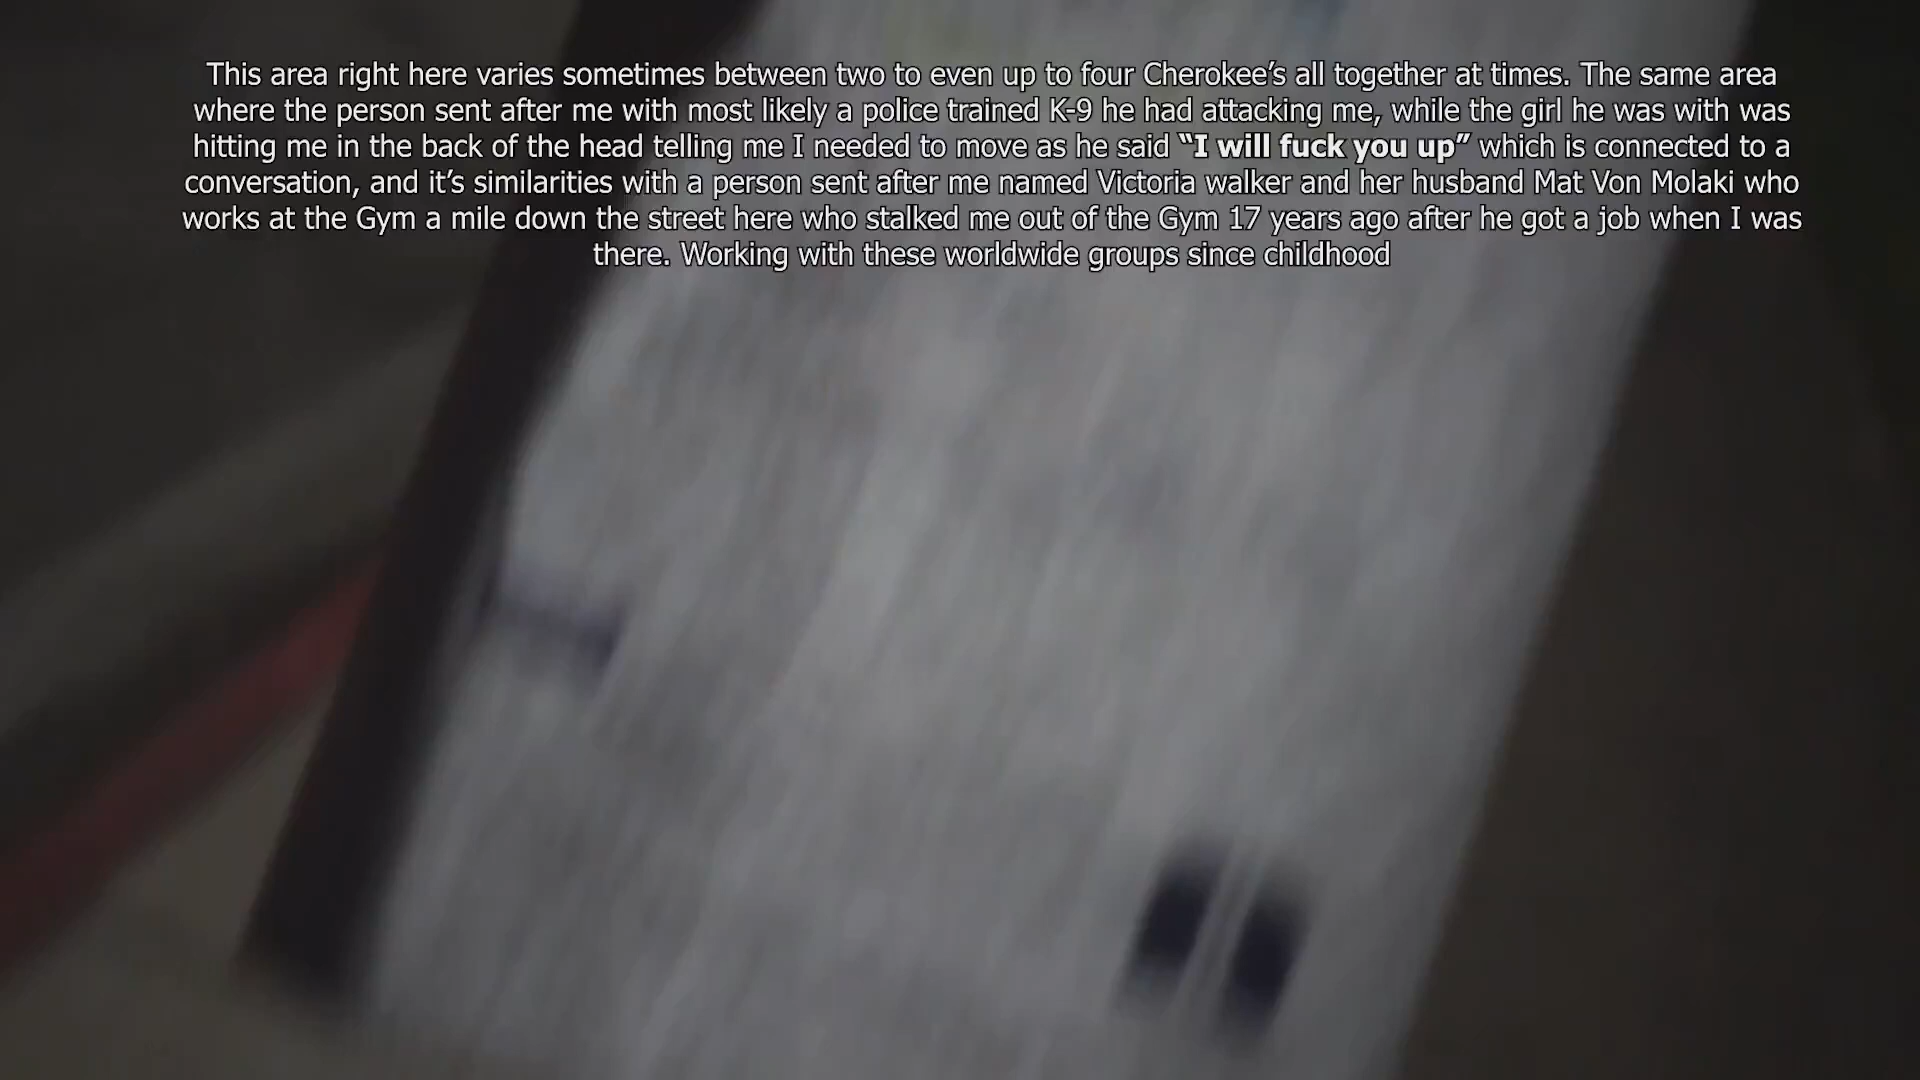 This area right here varies sometimes between two to even up to four Cherokee’s all together at times. The same area
where the person sent after me with most likely a police trained K-9 he had attacking me, while the girl he was with was
hitting me in the back of the head telling me I needed to move as he said “I will fuck you up” which is connected to a
conversation, and it’s similarities with a person sent after me named Victoria walker and her husband Mat Von Molaki who
works at the Gym a mile down the street here who stalked me out of the Gym 17 years ago after he got a job when I was
there. Working with these worldwide groups since childhood